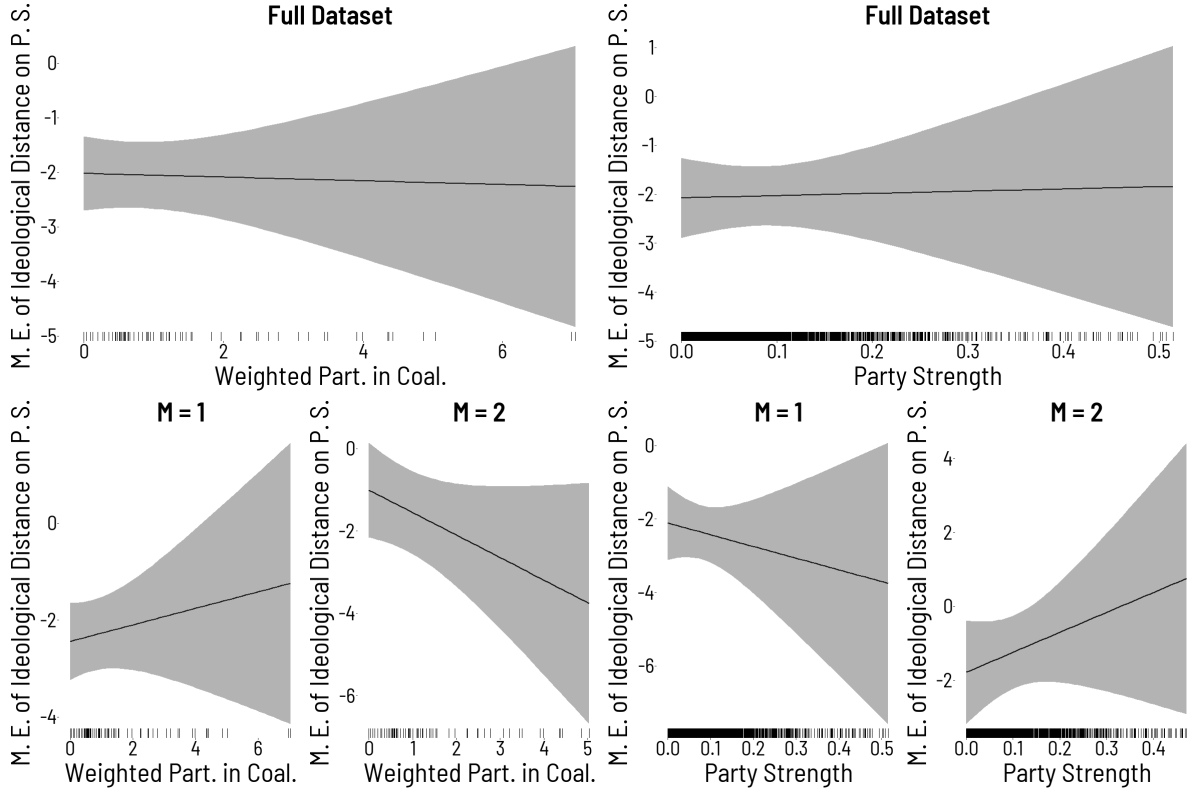 Full Dataset
M. E. of Ideological Distance on P. S.
0
-1
-2
-3
-4
-5
0 2 4 6
Weighted Part. in Coal.
Full Dataset
M. E. of Ideological Distance on P. S.
1
0
-1
-2
-3
-4
-5
0.0 0.1 0.2 0.3 0.4 0.5
Party Strength
M = 1
M. E. of Ideological Distance on P. S.
0
-2
-4
0 2 4 6
Weighted Part. in Coal.
M = 2
M. E. of Ideological Distance on P. S.
0
-2
-4
-6
0 1 2 3 4 5
Weighted Part. in Coal.
M = 1
M. E. of Ideological Distance on P. S.
0
-2
-4
-6
0.0 0.1 0.2 0.3 0.4 0.5
Party Strength
M = 2
M. E. of Ideological Distance on P. S.
4
2
0
-2
0.0 0.1 0.2 0.3 0.4
Party Strength